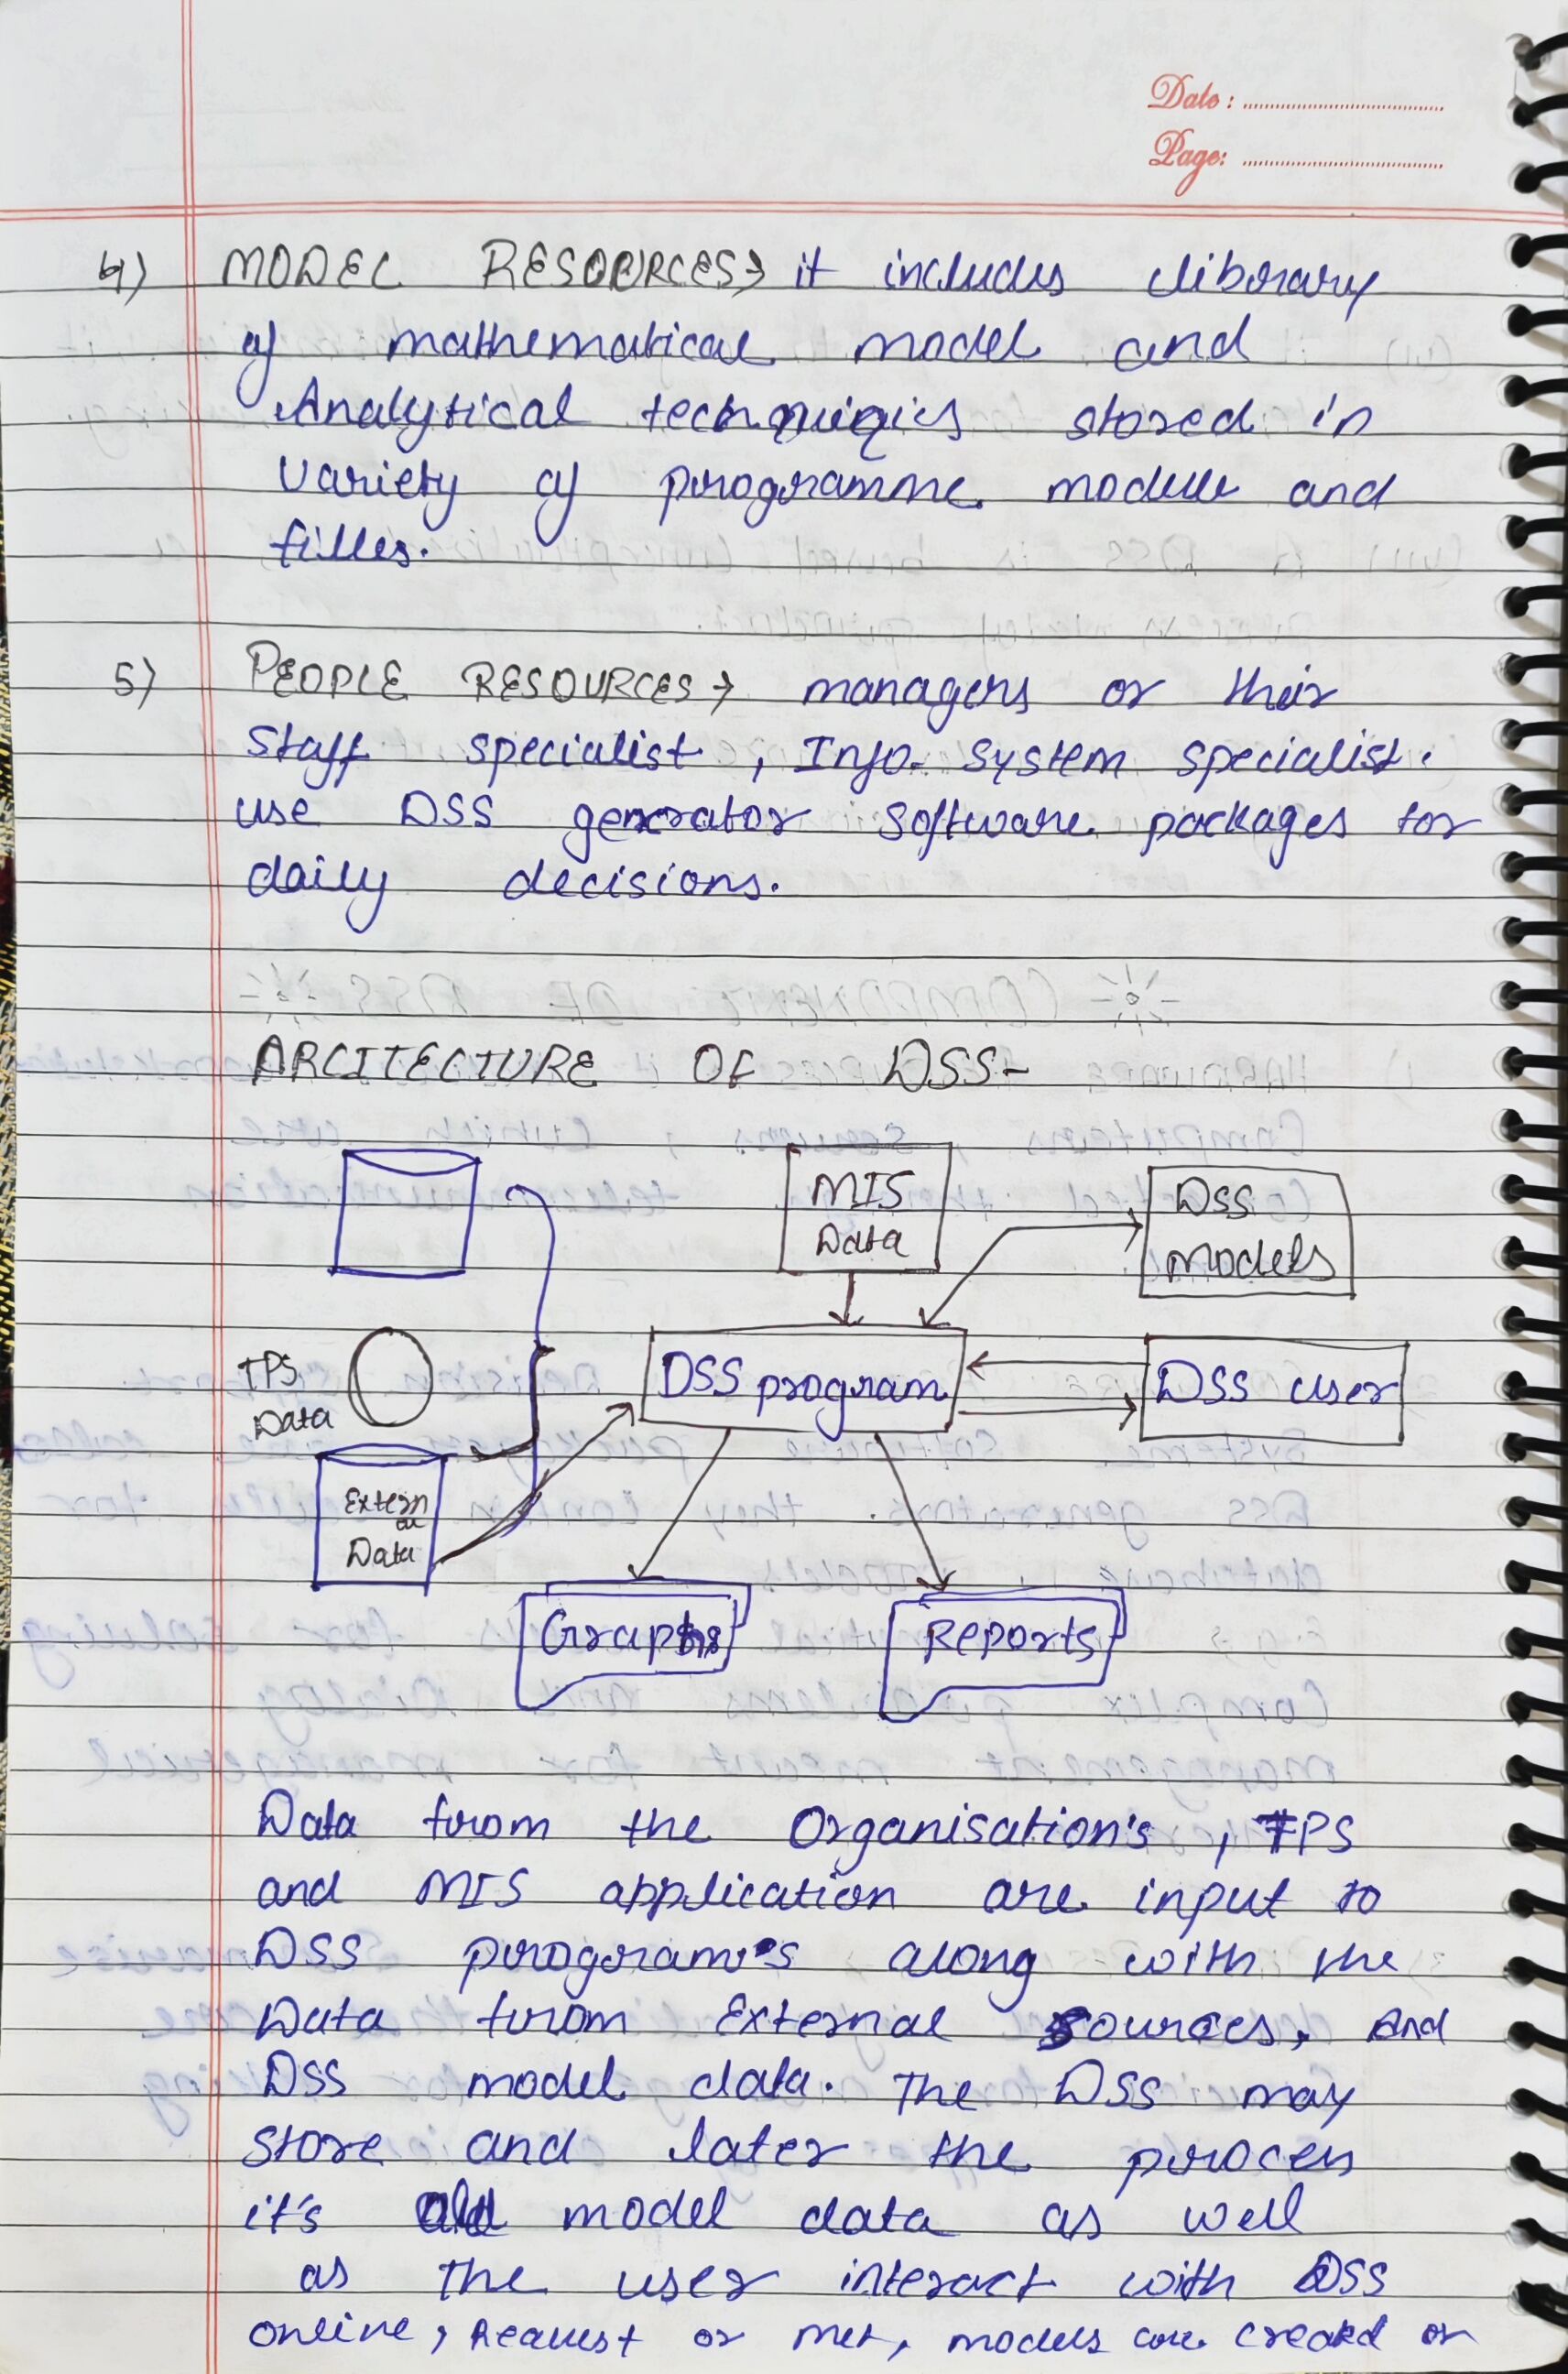 Date :
Page:
4) MODEL RESOURCES→ it includes library
of mathematical model and
Analytical techniques stored in
variety of programme module and
filles.
5) PEOPLE RESOURCES→ managers or their
staff specialist, Info. System specialist.
use DSS generator software packages for
daily decisions.
ARCITECTURE OF DSS-
MIS
Data
DSS
models
TPS
Data
DSS program
DSS user
Extern
al
Data
Graphs
Reports
Data from the Organisation's, TPS
and MIS application are input to
DSS programs along with the
Data from External sources, And
DSS model data. The DSS may
store and later the process
it's old model data as well
as the user interact with DSS
online, Request or met, models are created or